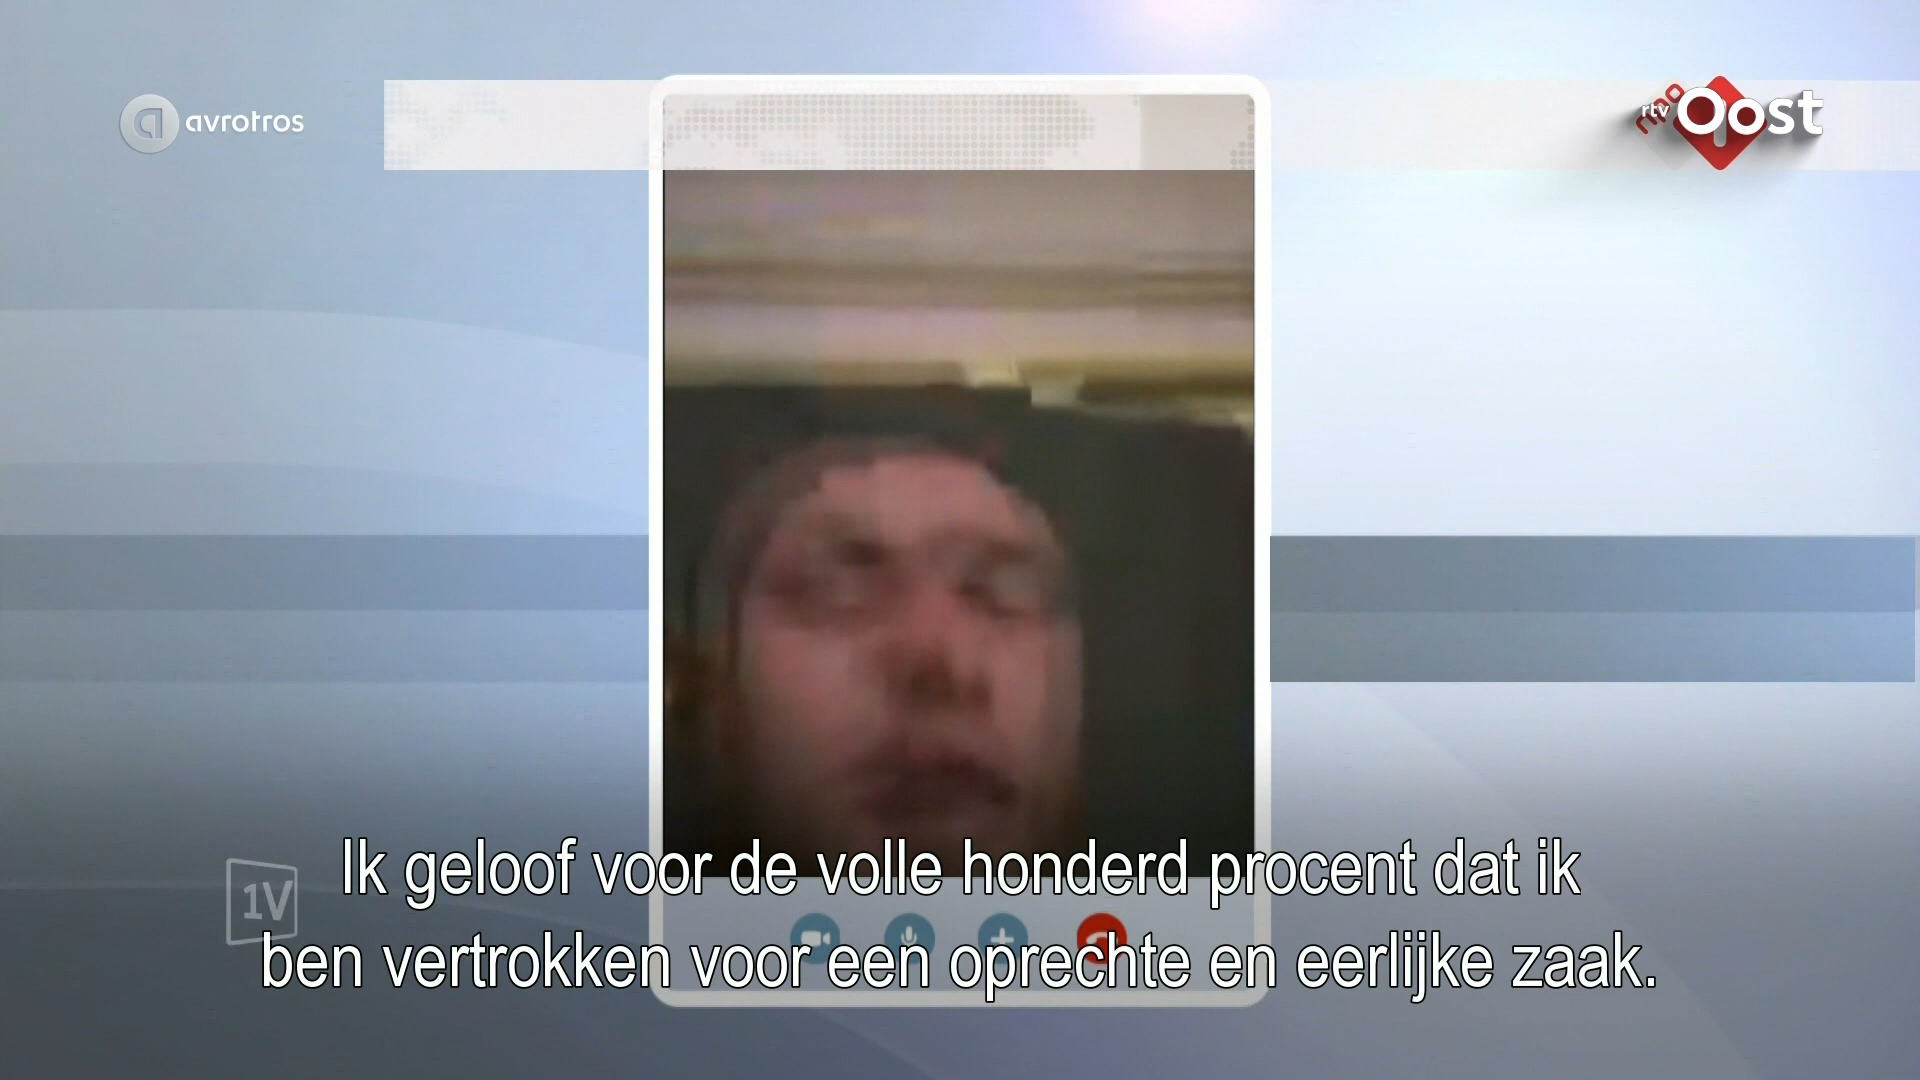 avrotros
npo
rtv Oost
1V
Ik geloof voor de volle honderd procent dat ik
ben vertrokken voor een oprechte en eerlijke zaak.